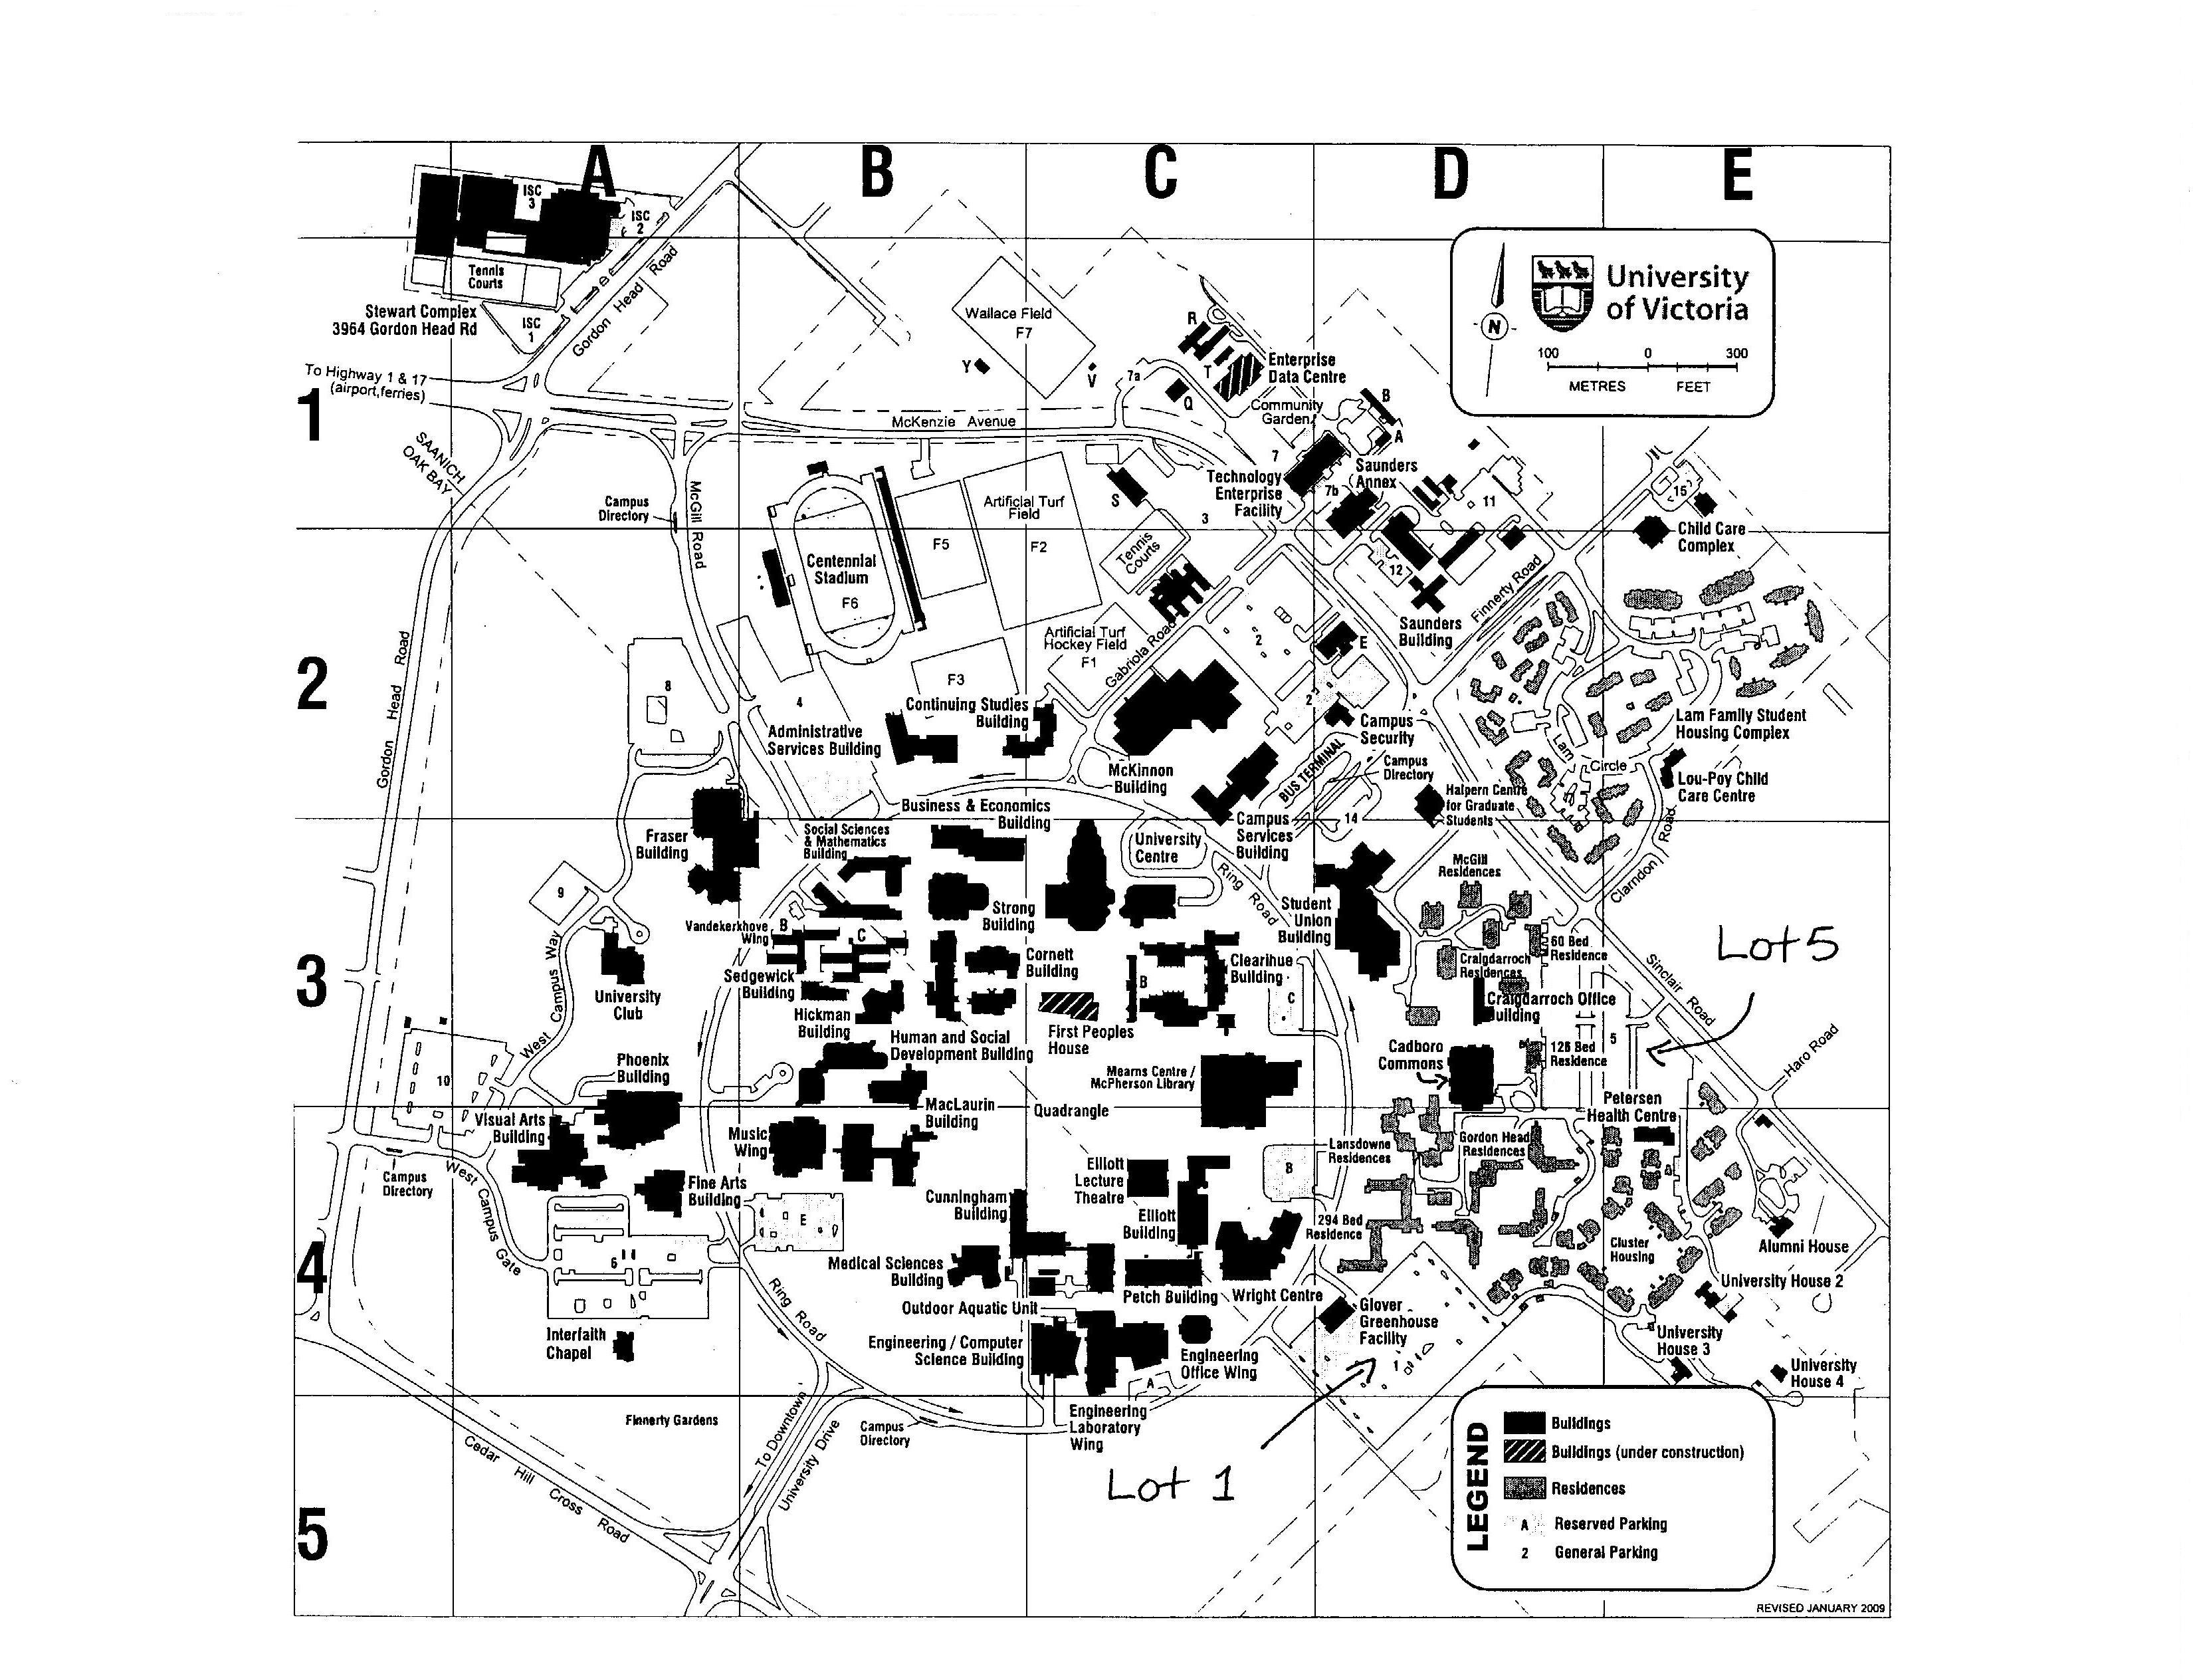 A
B
C
D
E
1
2
3
4
5
ISC
3
ISC
2
Tennis
Courts
ISC
1
Stewart Complex
3964 Gordon Head Rd
Gordon Head Road
To Highway 1 & 17
(airport,ferries)
SAANICH
OAK BAY
Wallace Field
F7
Y
V
R
T
Q
7a
Enterprise
Data Centre
Community
Garden
B
A
University
of Victoria
N
100 0 300
METRES FEET
McKenzie Avenue
Campus
Directory
McGill Road
7
Technology
Enterprise
Facility
Saunders
Annex
7b
11
15
Child Care
Complex
S
3
Artificial Turf
Field
F2
F5
Centennial
Stadium
F6
Tennis
Courts
12
Finnerty Road
Saunders
Building
Artificial Turf
Hockey Field
F1
Gabriola Road
2
E
F3
8
4
Gordon Head Road
Continuing Studies
Building
Administrative
Services Building
2
Campus
Security
Lam Family Student
Housing Complex
McKinnon
Building
BUS TERMINAL
Campus
Directory
Lam Circle
Lou-Poy Child
Care Centre
Halpern Centre
for Graduate
Students
14
Business & Economics
Building
Campus
Services
Building
Social Sciences
& Mathematics
Building
Fraser
Building
University
Centre
Ring Road
McGill
Residences
Clarndon Road
9
Strong
Building
Student
Union
Building
Vandekerkhove
Wing
B
C
60 Bed
Residence
Lot 5
Cornett
Building
Clearihue
Building
B
C
Craigdarroch
Residences
Sinclair Road
Sedgewick
Building
University
Club
West Campus Way
Hickman
Building
First Peoples
House
Craigdarroch Office
Building
Human and Social
Development Building
5
Haro Road
Cadboro
Commons
126 Bed
Residence
Phoenix
Building
10
Mearns Centre /
McPherson Library
Petersen
Health Centre
MacLaurin
Building
Quadrangle
Visual Arts
Building
Music
Wing
Lansdowne
Residences
Gordon Head
Residences
Campus
Directory
West Campus Gate
Elliott
Lecture
Theatre
8
Fine Arts
Building
Cunningham
Building
E
Elliott
Building
294 Bed
Residence
Cluster
Housing
Alumni House
6
Medical Sciences
Building
Petch Building
Wright Centre
University House 2
Outdoor Aquatic Unit
Glover
Greenhouse
Facility
Ring Road
Interfaith
Chapel
Engineering / Computer
Science Building
Engineering
Office Wing
1
University
House 3
University
House 4
A
Finnerty Gardens
Campus
Directory
Engineering
Laboratory
Wing
To Downtown
University Drive
Cedar Hill Cross Road
Lot 1
LEGEND
Buildings
Buildings (under construction)
Residences
A Reserved Parking
2 General Parking
REVISED JANUARY 2009